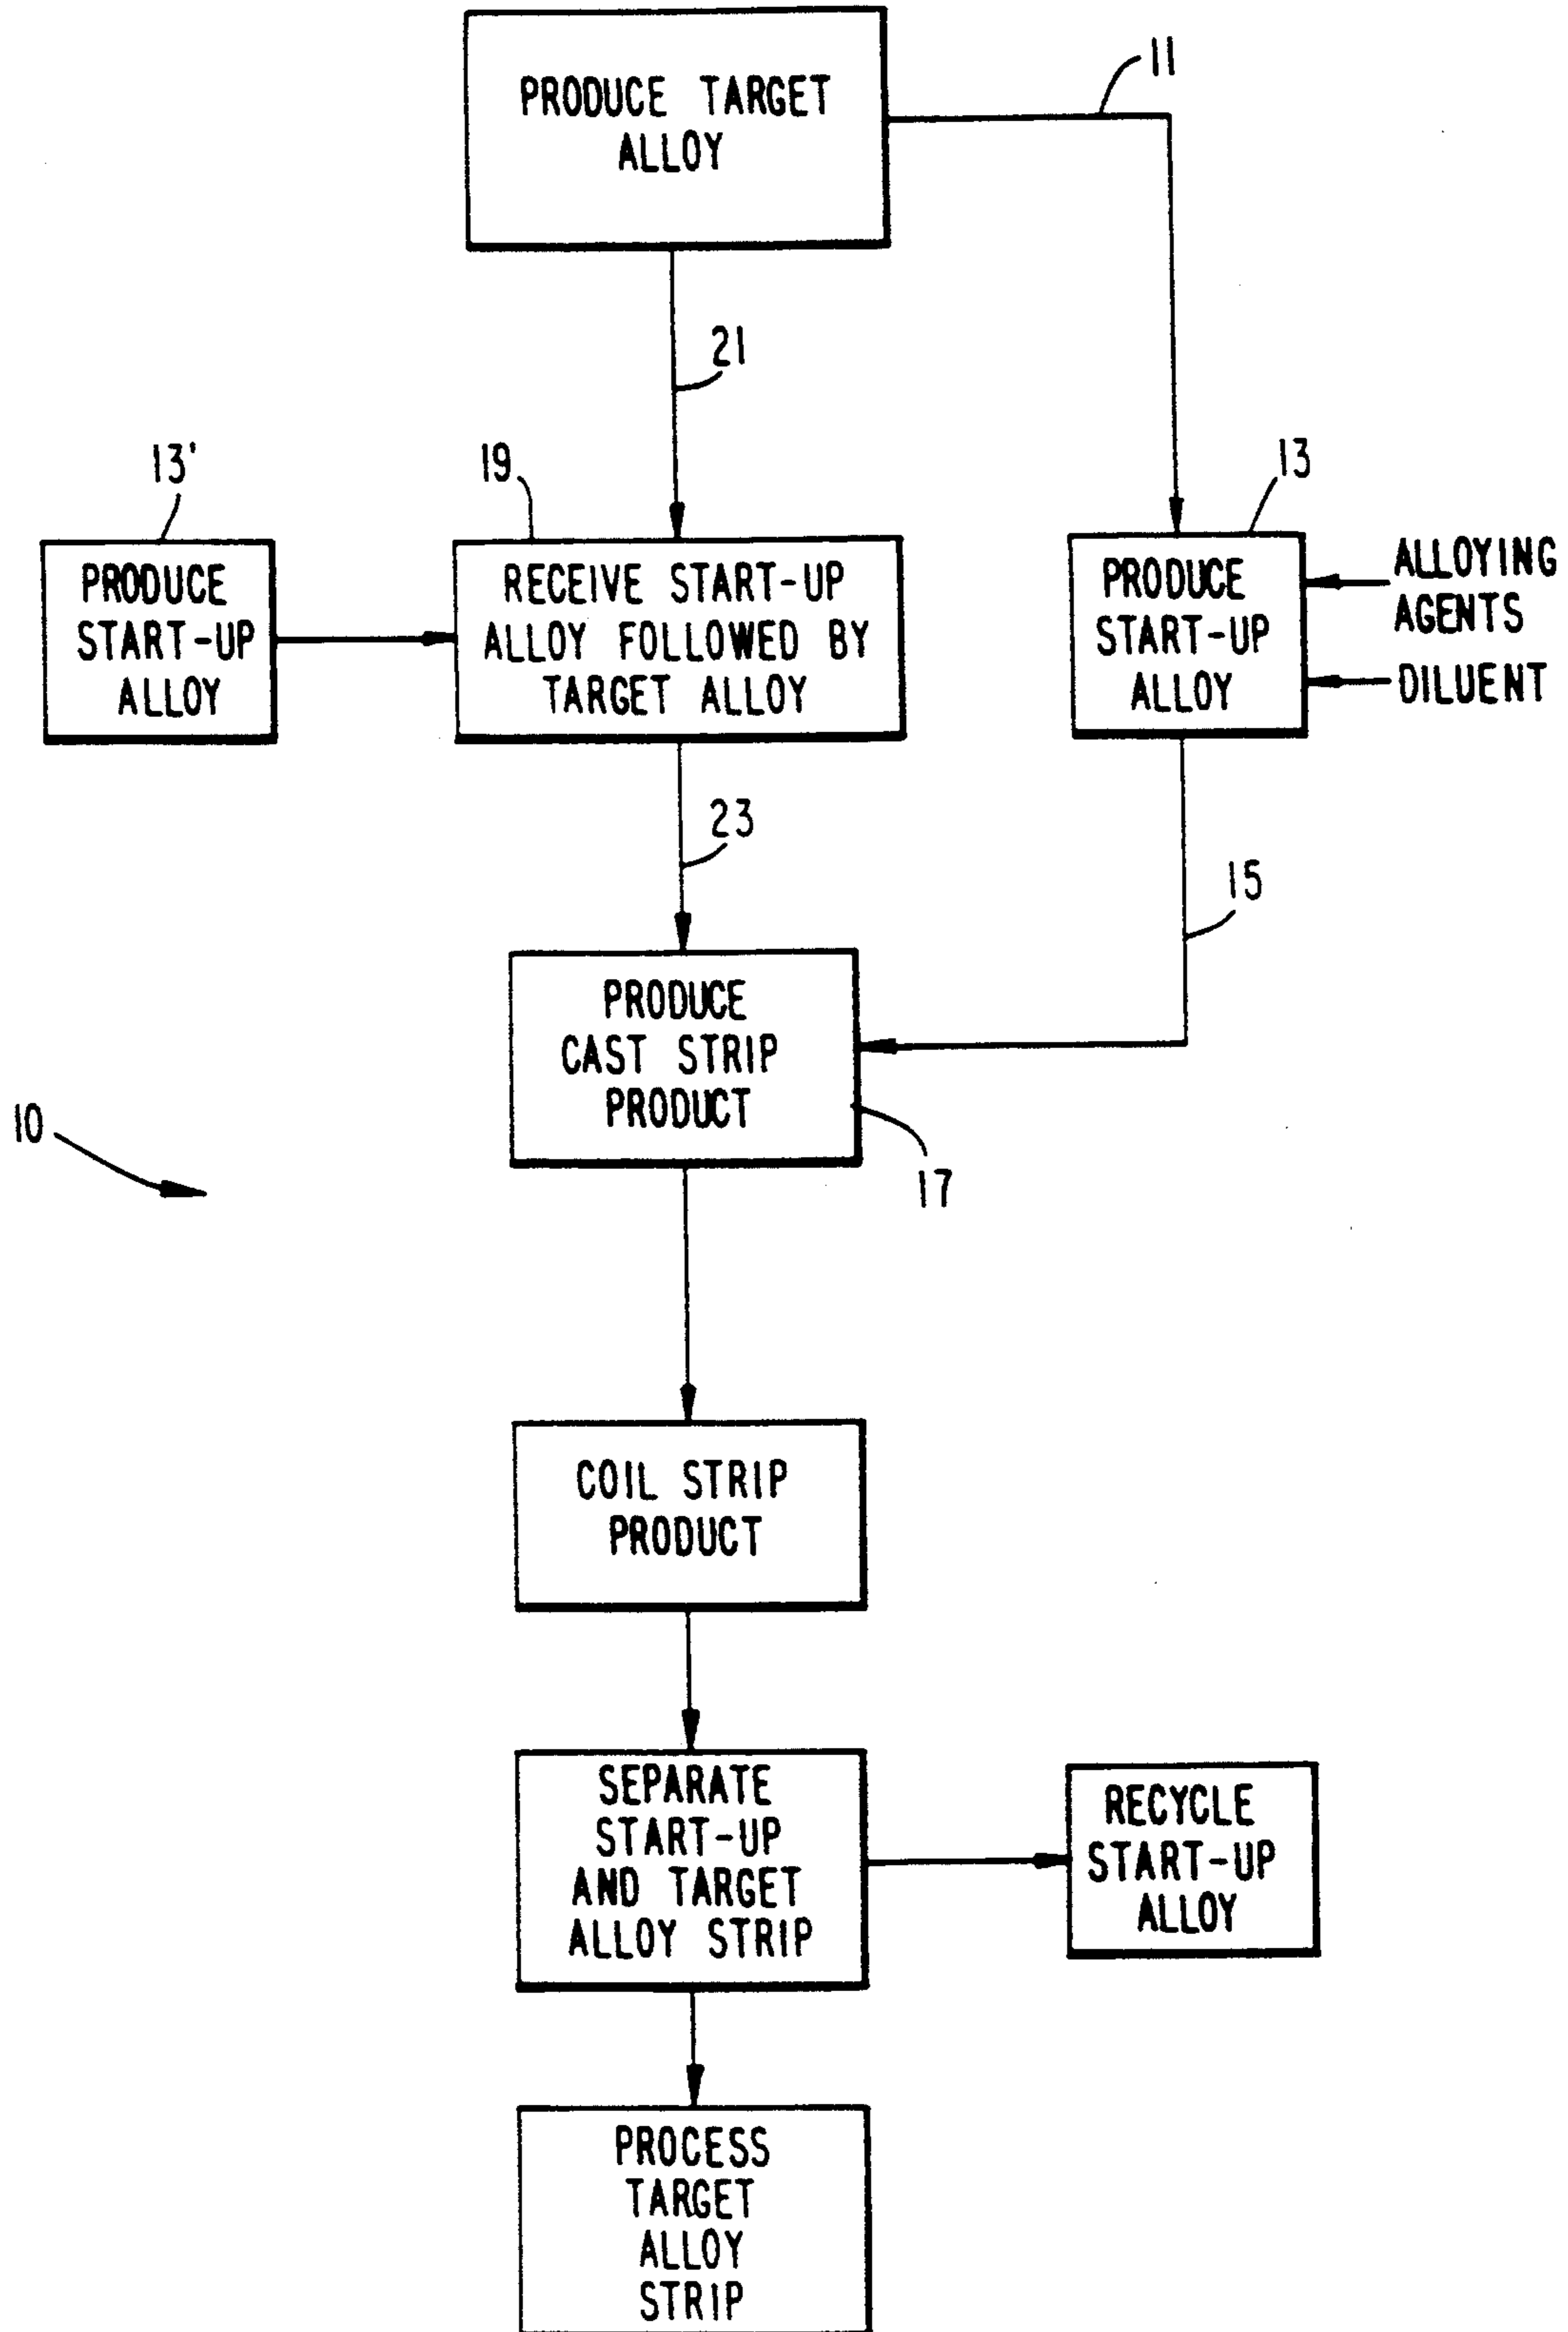 PRODUCE TARGET
ALLOY
11
21
13'
19
13
PRODUCE
START-UP
ALLOY
RECEIVE START-UP
ALLOY FOLLOWED BY
TARGET ALLOY
PRODUCE
START-UP
ALLOY
ALLOYING
AGENTS
DILUENT
23
15
PRODUCE
CAST STRIP
PRODUCT
10
17
COIL STRIP
PRODUCT
SEPARATE
START-UP
AND TARGET
ALLOY STRIP
RECYCLE
START-UP
ALLOY
PROCESS
TARGET
ALLOY
STRIP